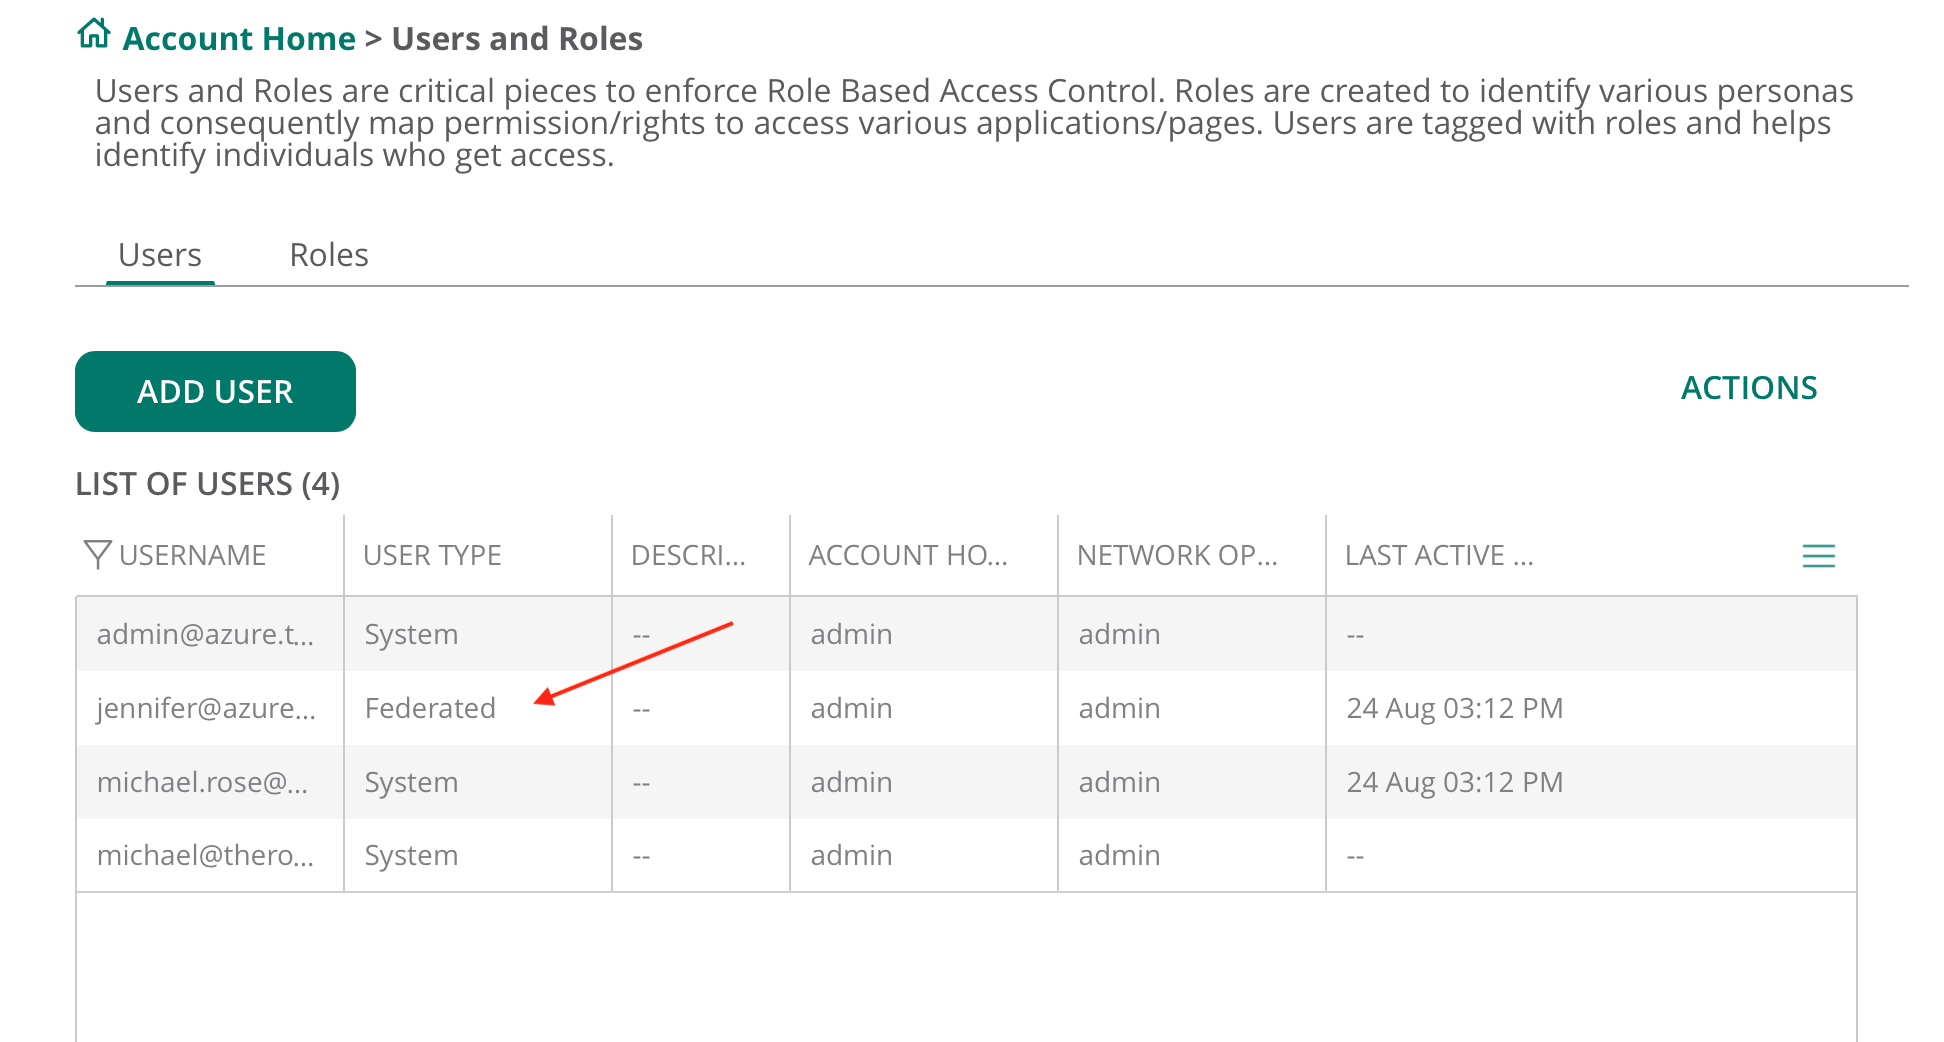 Account Home > Users and Roles
Users and Roles are critical pieces to enforce Role Based Access Control. Roles are created to identify various personas
and consequently map permission/rights to access various applications/pages. Users are tagged with roles and helps
identify individuals who get access.
Users Roles
ADD USER ACTIONS
LIST OF USERS (4)
USERNAME USER TYPE DESCRI... ACCOUNT HO... NETWORK OP... LAST ACTIVE ...
admin@azure.t... System -- admin admin --
jennifer@azure... Federated -- admin admin 24 Aug 03:12 PM
michael.rose@... System -- admin admin 24 Aug 03:12 PM
michael@thero... System -- admin admin --